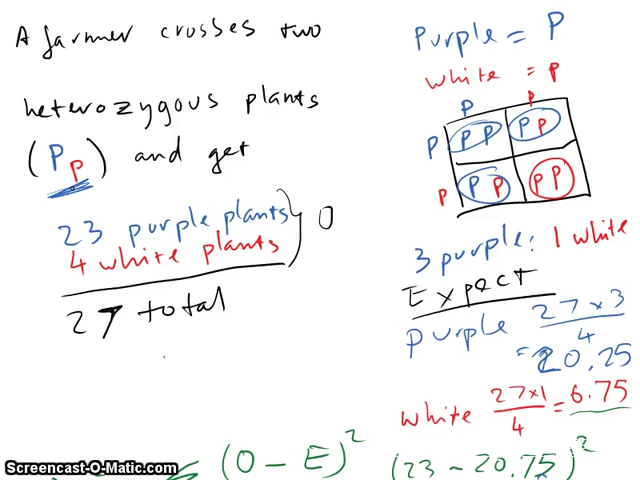 A farmer crosses two
heterozygous plants
(Pp) and get
23 purple plants
4 white plants
} O
27 total
Purple = P
white = p
P p
P PP Pp
p Pp pp
3 purple: 1 white
Expect
purple 27 x 3 / 4
= 20.25
white 27x1 / 4 = 6.75
(O - E)²
(23 - 20.75)²
Screencast-O-Matic.com